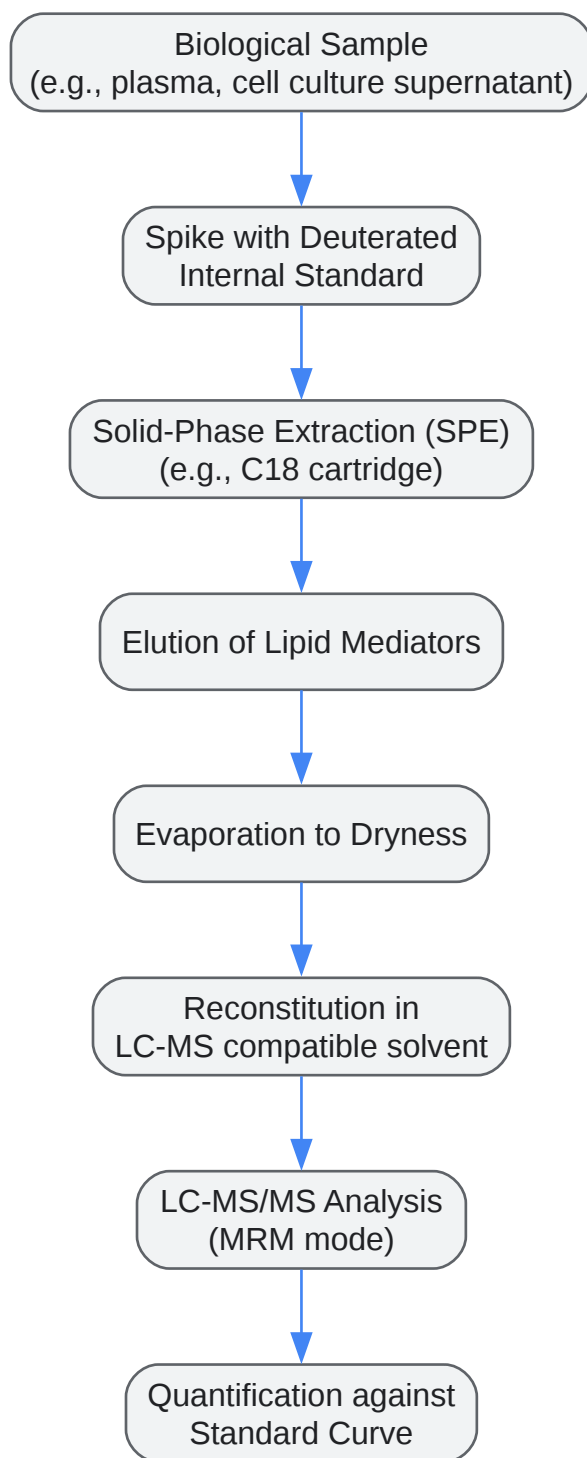 Biological Sample
(e.g., plasma, cell culture supernatant)
Spike with Deuterated
Internal Standard
Solid-Phase Extraction (SPE)
(e.g., C18 cartridge)
Elution of Lipid Mediators
Evaporation to Dryness
Reconstitution in
LC-MS compatible solvent
LC-MS/MS Analysis
(MRM mode)
Quantification against
Standard Curve